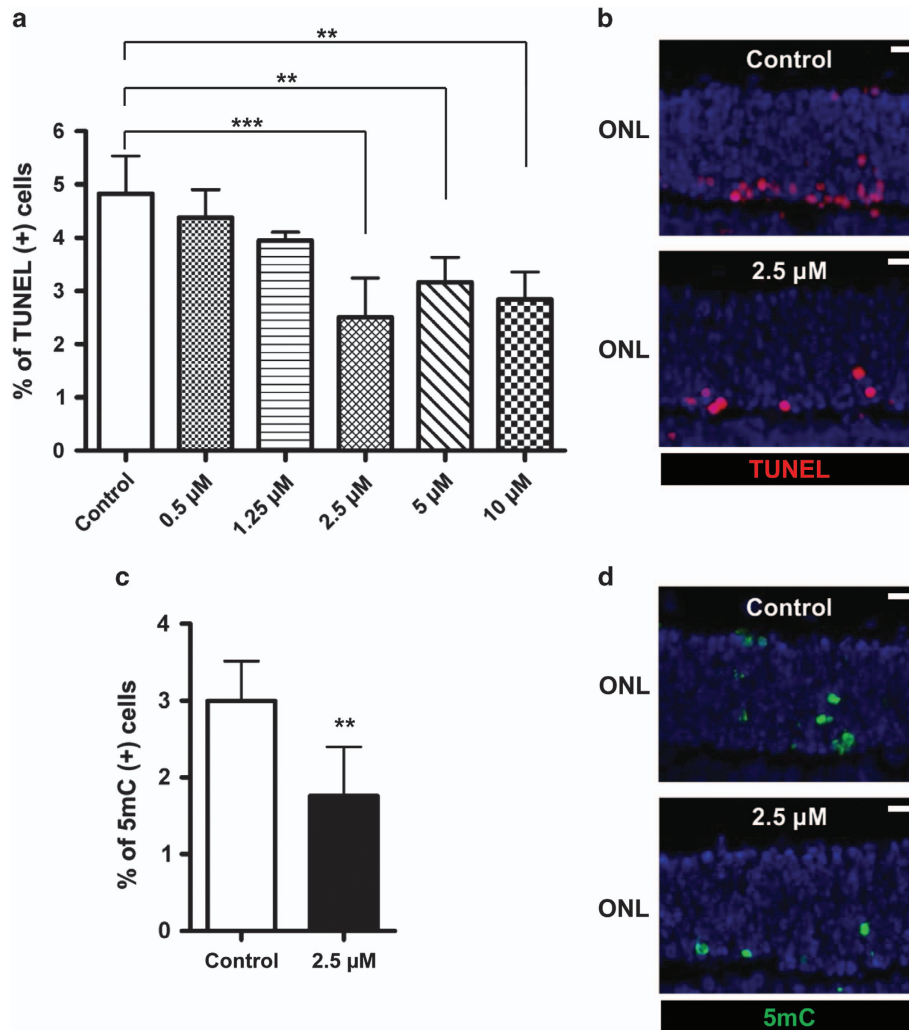 a
**
**
***
% of TUNEL (+) cells
6
5
4
3
2
1
0
Control
0.5 µM
1.25 µM
2.5 µM
5 µM
10 µM
b
Control
ONL
2.5 µM
ONL
TUNEL
c
% of 5mC (+) cells
4
3
2
1
0
**
Control
2.5 µM
d
Control
ONL
2.5 µM
ONL
5mC